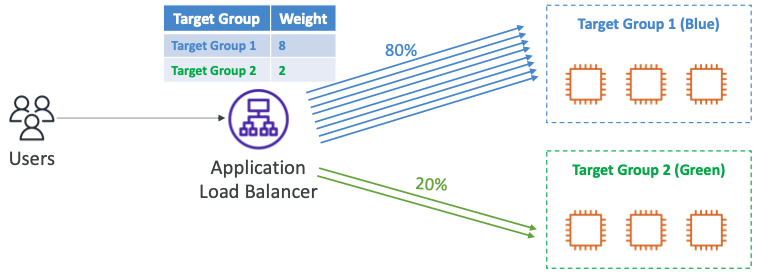 Target Group Weight
Target Group 1 8
Target Group 2 2
80%
Target Group 1 (Blue)
Users
Application
Load Balancer
20%
Target Group 2 (Green)